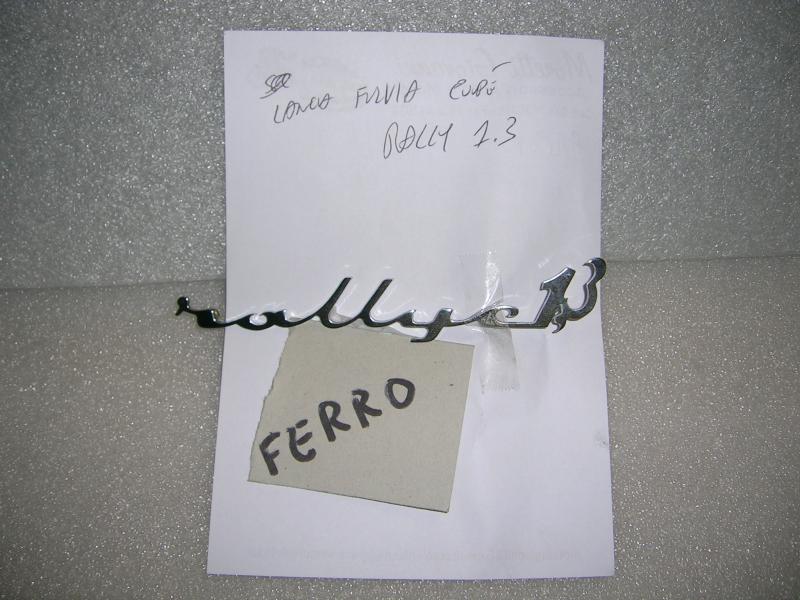 LANCIA FULVIA COUPÉ
RALLY 1.3
rally 1,3
FERRO